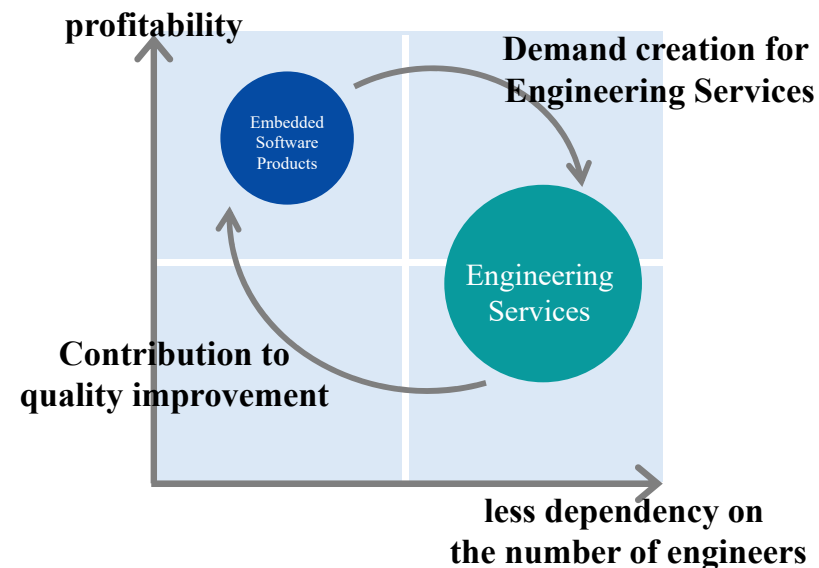 profitability
Demand creation for
Engineering Services
Embedded
Software
Products
Engineering
Services
Contribution to
quality improvement
less dependency on
the number of engineers